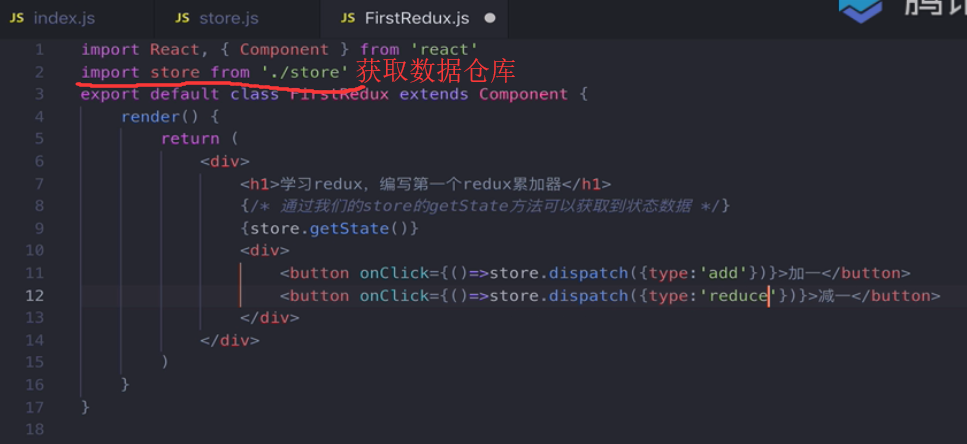 JS index.js JS store.js JS FirstRedux.js
1 import React, { Component } from 'react'
2 import store from './store' 获取数据仓库
3 export default class FirstRedux extends Component {
4 render() {
5 return (
6 <div>
7 <h1>学习redux，编写第一个redux累加器</h1>
8 {/* 通过我们的store的getState方法可以获取到状态数据 */}
9 {store.getState()}
10 <div>
11 <button onClick={()=>store.dispatch({type:'add'})}>加一</button>
12 <button onClick={()=>store.dispatch({type:'reduce'})}>减一</button>
13 </div>
14 </div>
15 )
16 }
17 }
18